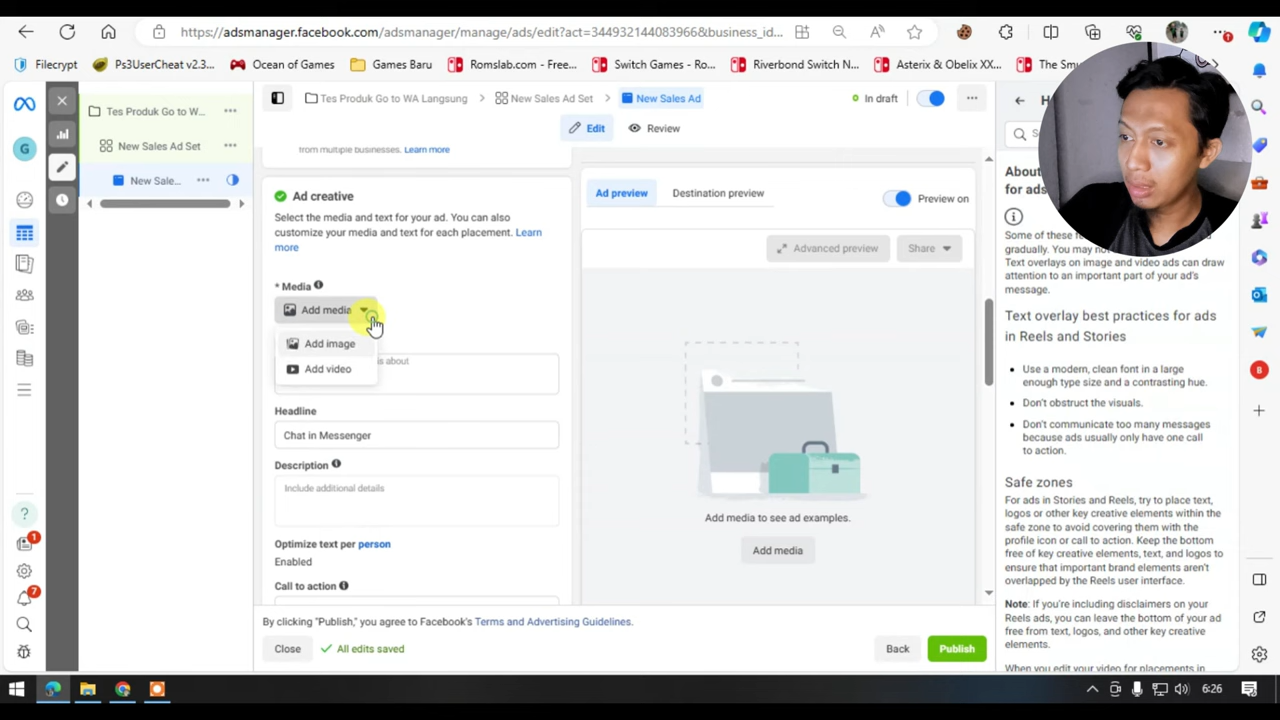 https://adsmanager.facebook.com/adsmanager/manage/ads/edit?act=344932144083966&business_id...
Filecrypt
Ps3UserCheat v2.3...
Ocean of Games
Games Baru
Romslab.com - Free...
Switch Games - Ro...
Riverbond Switch N...
Asterix & Obelix XX...
The Smu
Tes Produk Go to W...
New Sales Ad Set
New Sale...
Tes Produk Go to WA Langsung
New Sales Ad Set
New Sales Ad
In draft
Edit
Review
from multiple businesses. Learn more
Ad creative
Select the media and text for your ad. You can also
customize your media and text for each placement. Learn
more
* Media
Add media
Add image
Add video
is about
Headline
Chat in Messenger
Description
Include additional details
Optimize text per person
Enabled
Call to action
Ad preview
Destination preview
Preview on
Advanced preview
Share
Add media to see ad examples.
Add media
By clicking "Publish," you agree to Facebook's Terms and Advertising Guidelines.
Close
All edits saved
Back
Publish
About
for ads
Some of these
gradually. You may not
Text overlays on image and video ads can draw
attention to an important part of your ad's
message.
Text overlay best practices for ads
in Reels and Stories
Use a modern, clean font in a large
enough type size and a contrasting hue.
Don't obstruct the visuals.
Don't communicate too many messages
because ads usually only have one call
to action.
Safe zones
For ads in Stories and Reels, try to place text,
logos or other key creative elements within the
safe zone to avoid covering them with the
profile icon or call to action. Keep the bottom
free of key creative elements, text, and logos to
ensure that important brand elements aren't
overlapped by the Reels user interface.
Note: If you're including disclaimers on your
Reels ads, you can leave the bottom of your ad
free from text, logos, and other key creative
elements.
When you edit your video for placements in
G
1
7
8
6:26